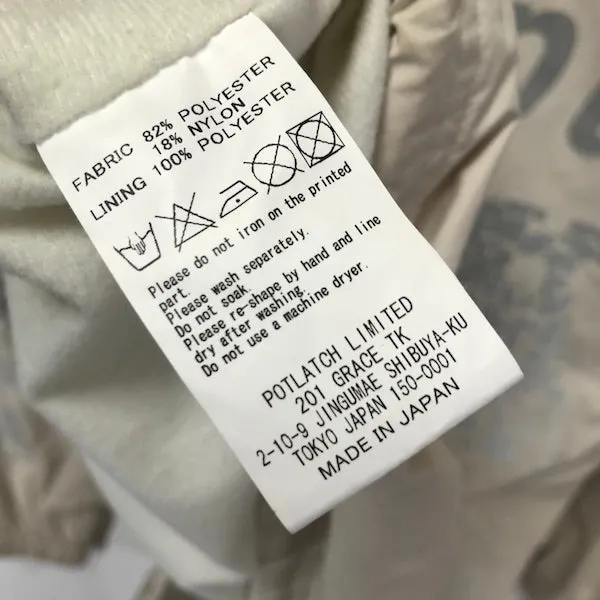 FABRIC 82% POLYESTER
18% NYLON
LINING 100% POLYESTER
Please do not iron on the printed
part.
Please wash separately.
Do not soak.
Please re-shape by hand and line
dry after washing.
Do not use a machine dryer.
POTLATCH LIMITED
201 GRACE TK
2-10-9 JINGUMAE SHIBUYA-KU
TOKYO JAPAN 150-0001
MADE IN JAPAN